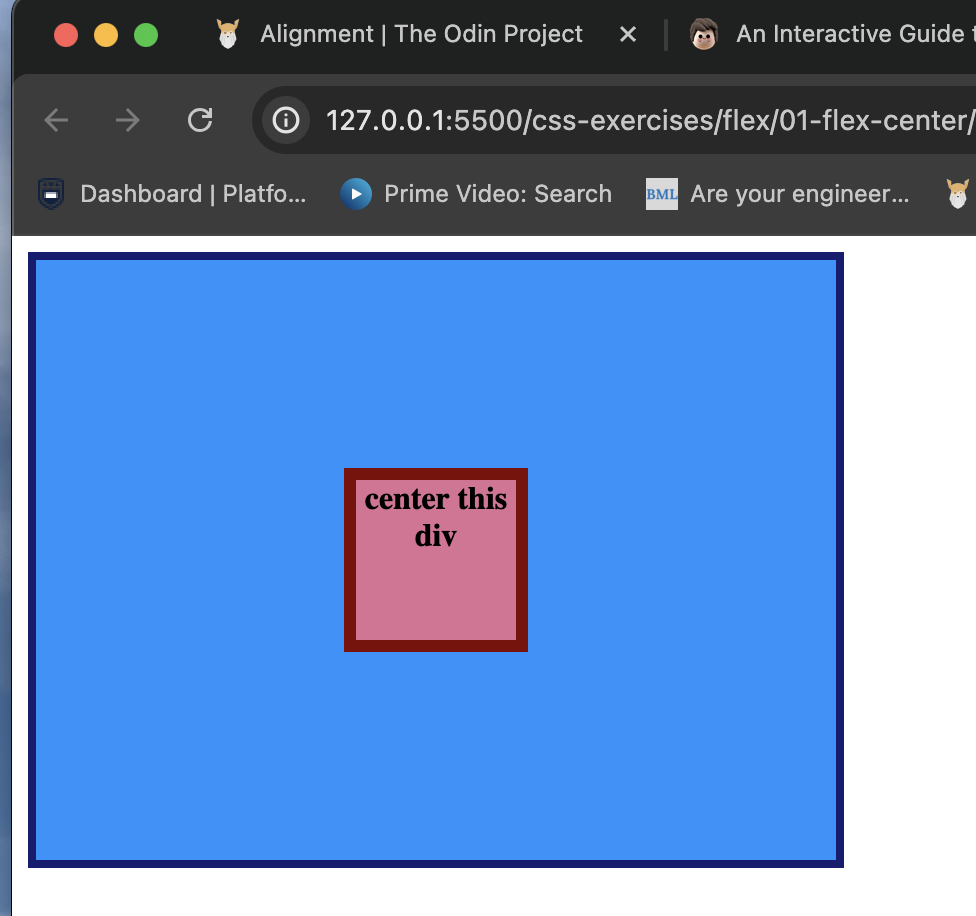 Alignment | The Odin Project
An Interactive Guide t
127.0.0.1:5500/css-exercises/flex/01-flex-center/
Dashboard | Platfo...
Prime Video: Search
BML
Are your engineer...
center this
div